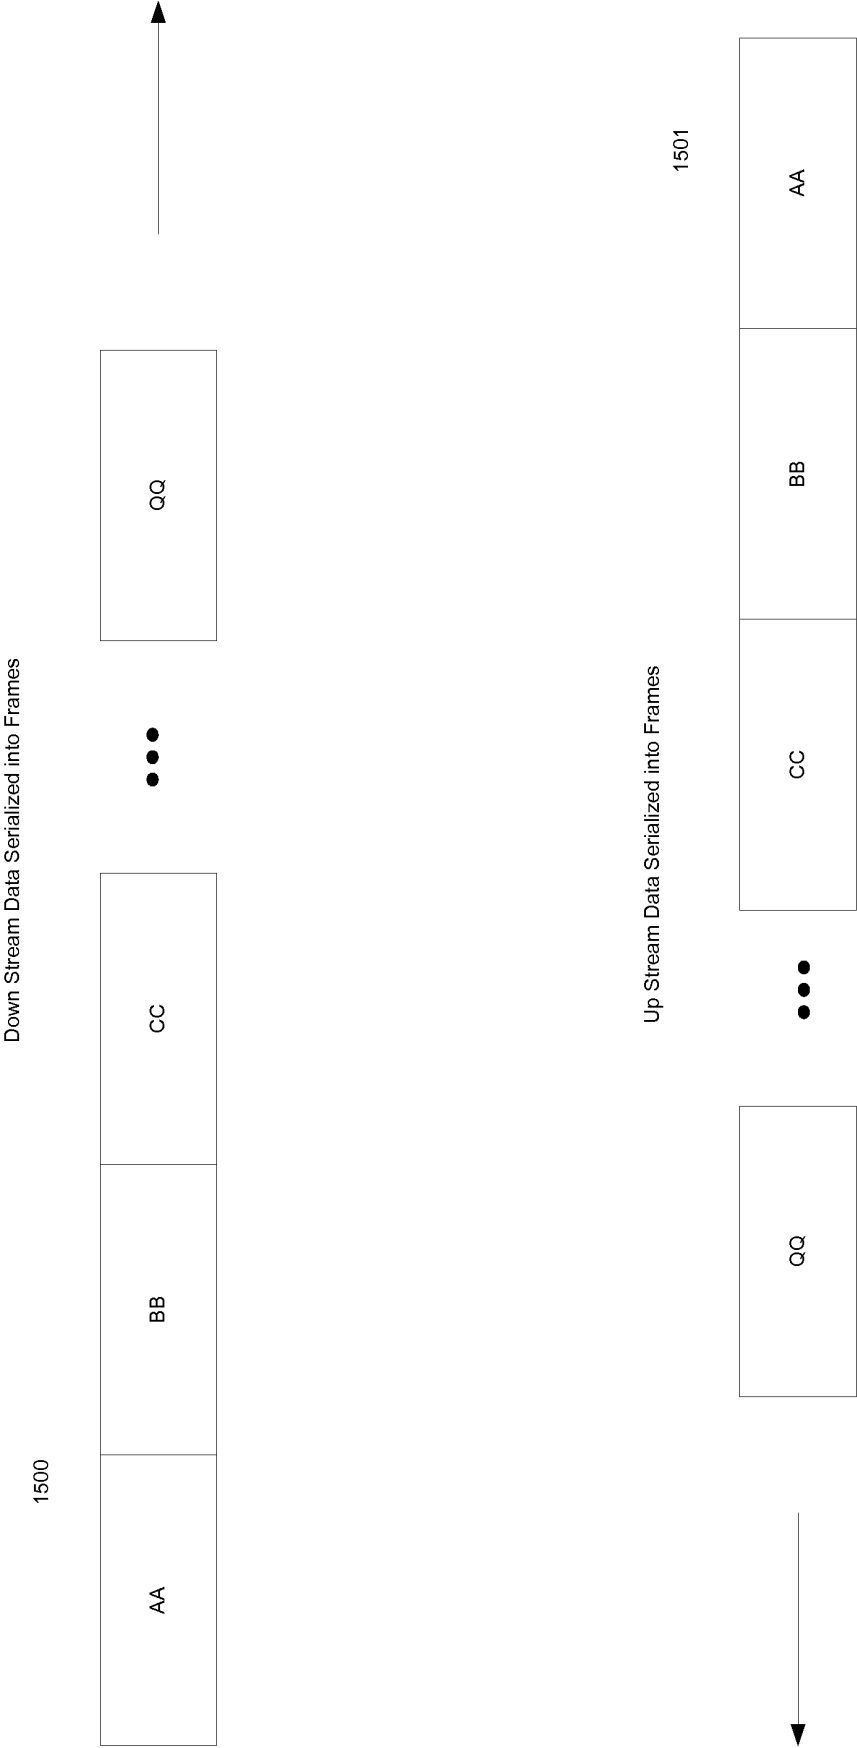 Down Stream Data Serialized into Frames
1500
AA
BB
CC
QQ
Up Stream Data Serialized into Frames
1501
QQ
CC
BB
AA